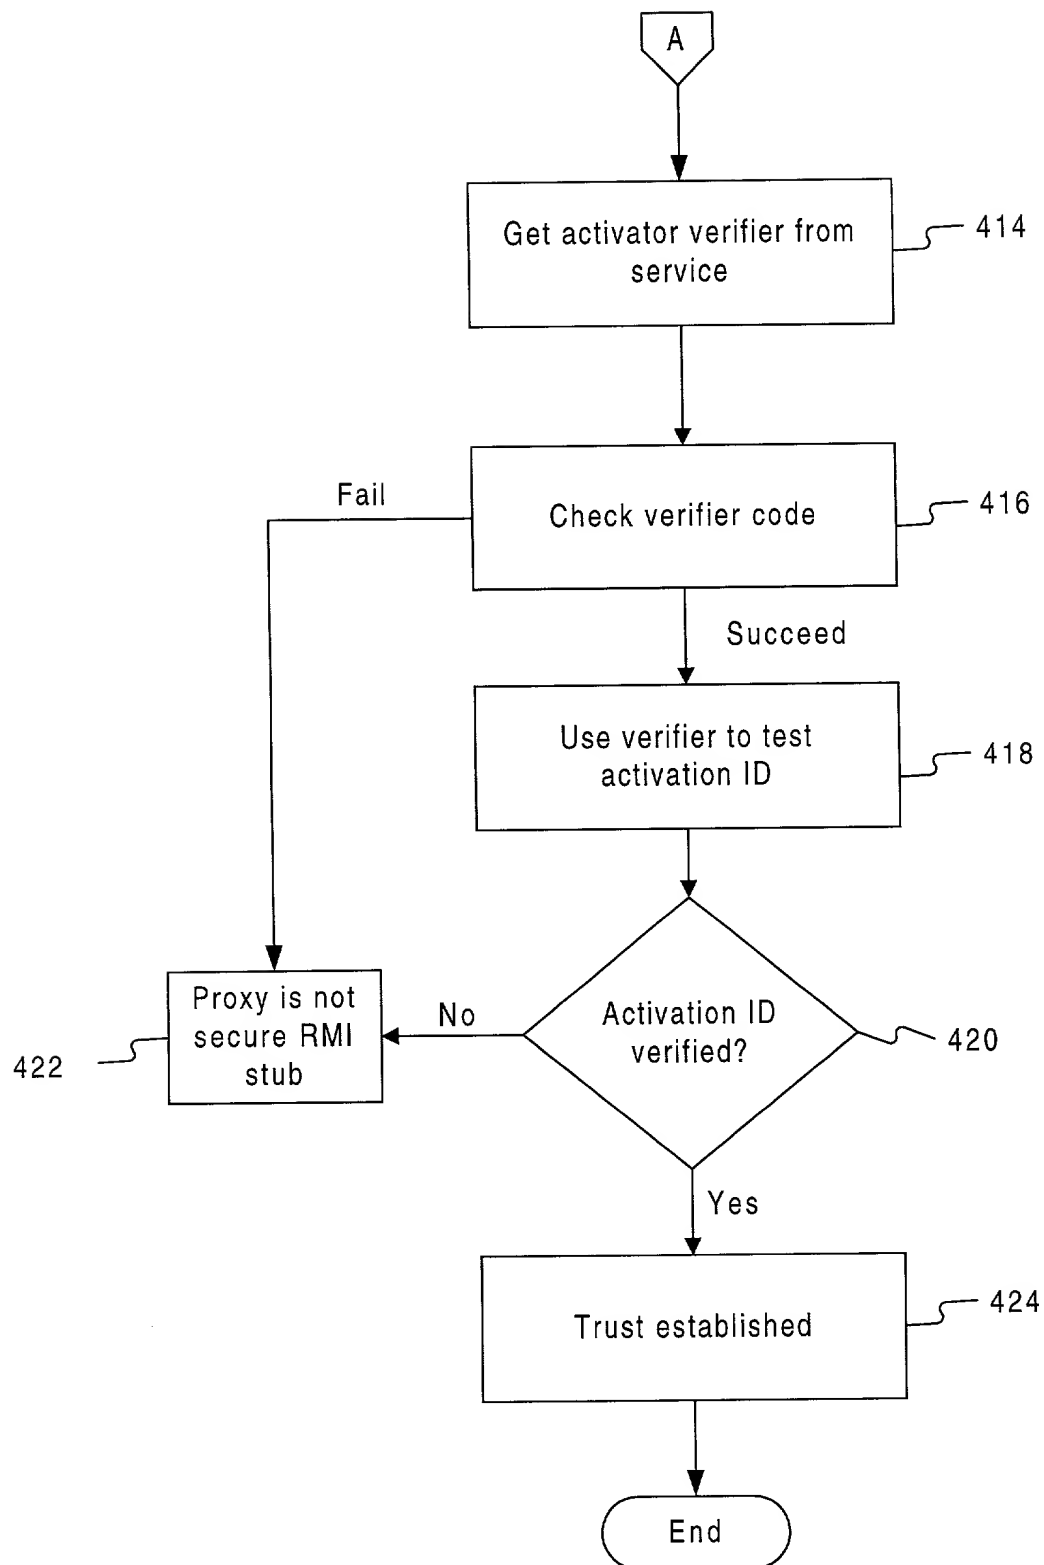 A
Get activator verifier from
service
414
Fail
Check verifier code
416
Succeed
Use verifier to test
activation ID
418
Proxy is not
secure RMI
stub
422
No
Activation ID
verified?
420
Yes
Trust established
424
End